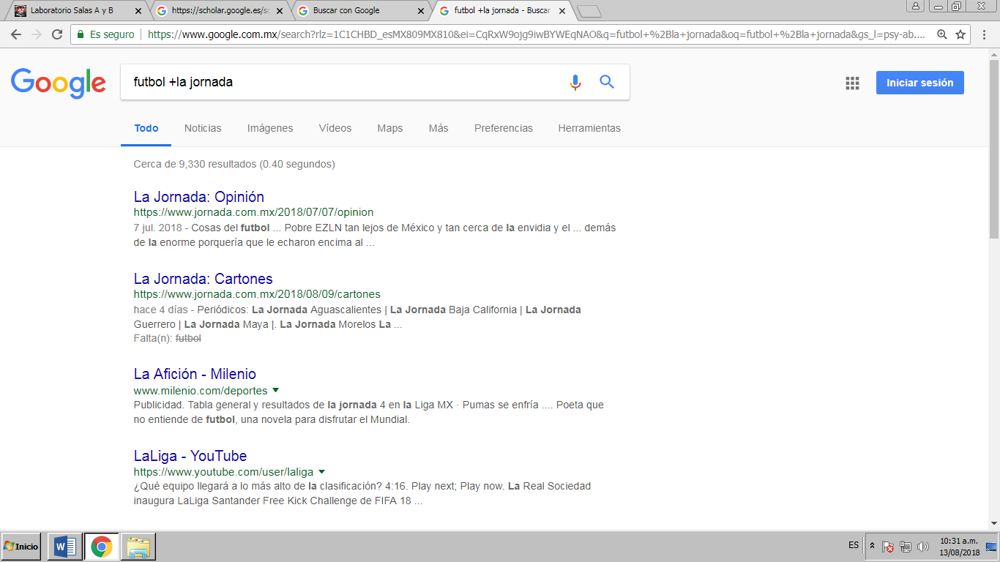 Laboratorio Salas A y B
https://scholar.google.es/sc
Buscar con Google
futbol +la jornada - Buscar
Es seguro
https://www.google.com.mx/search?rlz=1C1CHBD_esMX809MX810&ei=CqRxW9ojg9iwBYWEqNAO&q=futbol+%2Bla+jornada&oq=futbol+%2Bla+jornada&gs_l=psy-ab....
Google
futbol +la jornada
Iniciar sesión
Todo Noticias Imágenes Vídeos Maps Más Preferencias Herramientas
Cerca de 9,330 resultados (0.40 segundos)
La Jornada: Opinión
https://www.jornada.com.mx/2018/07/07/opinion
7 jul. 2018 - Cosas del futbol ... Pobre EZLN tan lejos de México y tan cerca de la envidia y el ... demás
de la enorme porquería que le echaron encima al ...
La Jornada: Cartones
https://www.jornada.com.mx/2018/08/09/cartones
hace 4 días - Periódicos: La Jornada Aguascalientes | La Jornada Baja California | La Jornada
Guerrero | La Jornada Maya |. La Jornada Morelos La ...
Falta(n): futbol
La Afición - Milenio
www.milenio.com/deportes
Publicidad. Tabla general y resultados de la jornada 4 en la Liga MX · Pumas se enfría .... Poeta que
no entiende de futbol, una novela para disfrutar el Mundial.
LaLiga - YouTube
https://www.youtube.com/user/laliga
¿Qué equipo llegará a lo más alto de la clasificación? 4:16. Play next; Play now. La Real Sociedad
inaugura LaLiga Santander Free Kick Challenge de FIFA 18 ...
Inicio
ES
10:31 a.m.
13/08/2018